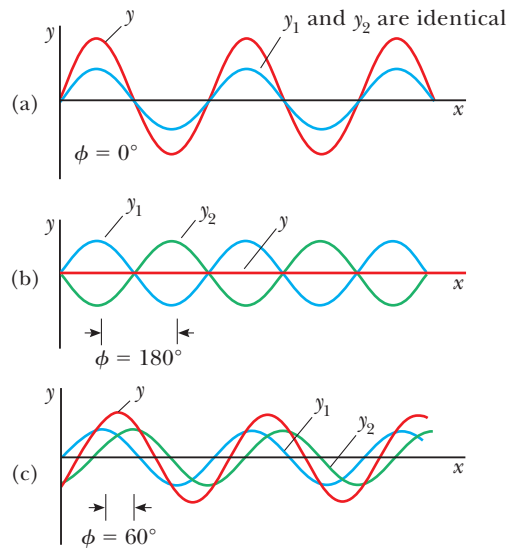 y
y
y₁ and y₂ are identical
(a)
x
ϕ = 0°
y
y₁
y₂
y
(b)
x
ϕ = 180°
y
y
y₁
y₂
x
(c)
ϕ = 60°